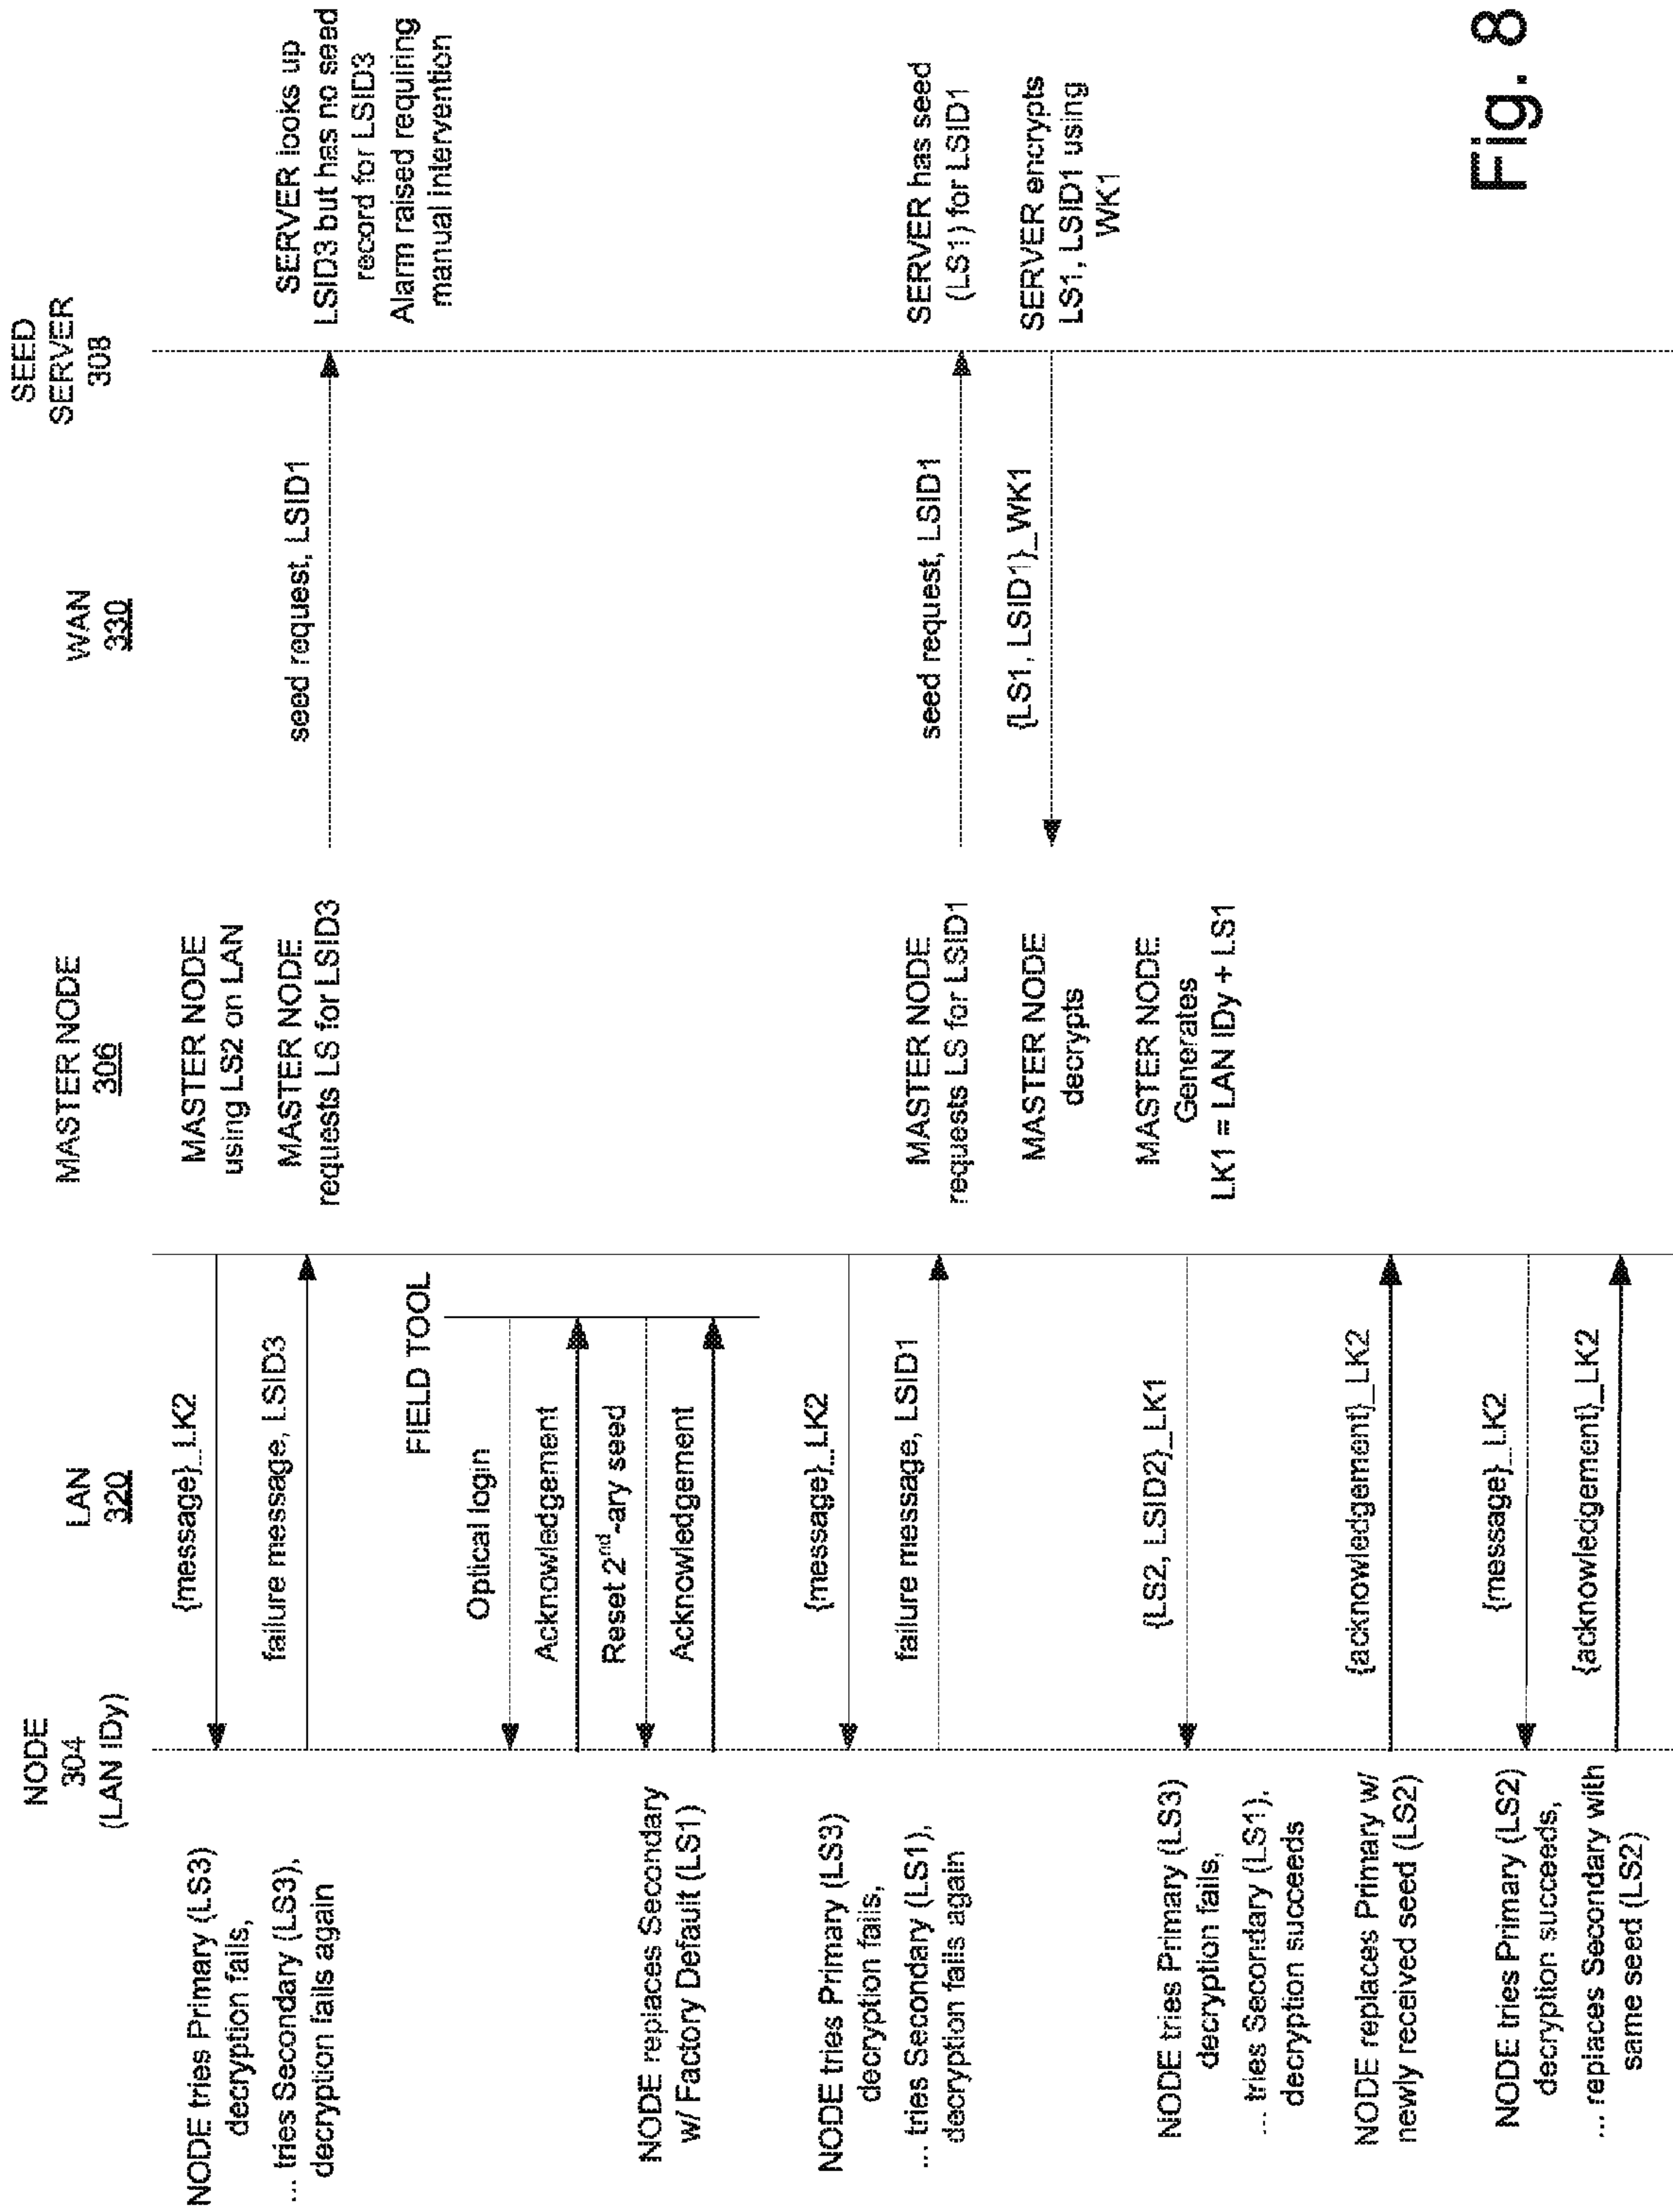 NODE
304
(LAN IDy)
LAN
320
MASTER NODE
306
WAN
330
SEED
SERVER
308
NODE tries Primary (LS3)
decryption fails,
... tries Secondary (LS3),
decryption fails again
{message}_LK2
failure message, LSID3
MASTER NODE
using LS2 on LAN
MASTER NODE
requests LS for LSID3
seed request, LSID1
SERVER looks up
LSID3 but has no seed
record for LSID3
Alarm raised requiring
manual intervention
FIELD TOOL
Optical login
Acknowledgement
Reset 2nd-ary seed
Acknowledgement
NODE replaces Secondary
w/ Factory Default (LS1)
NODE tries Primary (LS3)
decryption fails,
... tries Secondary (LS1),
decryption fails again
{message}_LK2
failure message, LSID1
MASTER NODE
requests LS for LSID1
seed request, LSID1
SERVER has seed
(LS1) for LSID1
SERVER encrypts
LS1, LSID1 using
WK1
{LS1, LSID1}_WK1
MASTER NODE
decrypts
MASTER NODE
Generates
LK1 = LAN IDy + LS1
NODE tries Primary (LS3)
decryption fails,
... tries Secondary (LS1),
decryption succeeds
{LS2, LSID2}_LK1
NODE replaces Primary w/
newly received seed (LS2)
{acknowledgement}_LK2
NODE tries Primary (LS2)
decryption succeeds,
... replaces Secondary with
same seed (LS2)
{message}_LK2
{acknowledgement}_LK2
Fig. 8